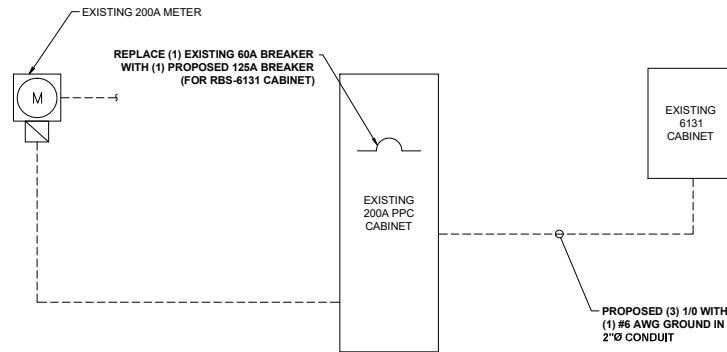 EXISTING 200A METER
REPLACE (1) EXISTING 60A BREAKER
WITH (1) PROPOSED 125A BREAKER
(FOR RBS-6131 CABINET)
M
EXISTING
6131
CABINET
EXISTING
200A PPC
CABINET
PROPOSED (3) 1/0 WITH
(1) #6 AWG GROUND IN
2"Ø CONDUIT